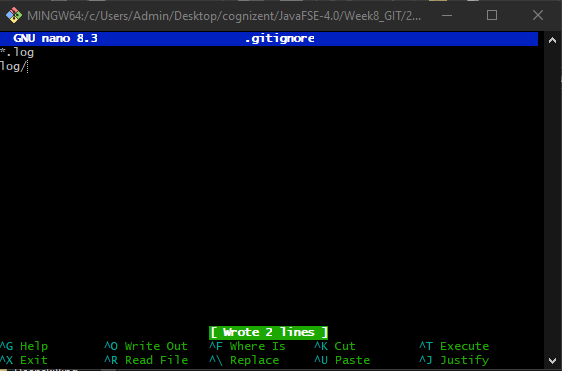 MINGW64:/c/Users/Admin/Desktop/cognizent/JavaFSE-4.0/Week8_GIT/2...
GNU nano 8.3 .gitignore
*.log
log/
[ Wrote 2 lines ]
^G Help ^O Write Out ^F Where Is ^K Cut ^T Execute
^X Exit ^R Read File ^\ Replace ^U Paste ^J Justify